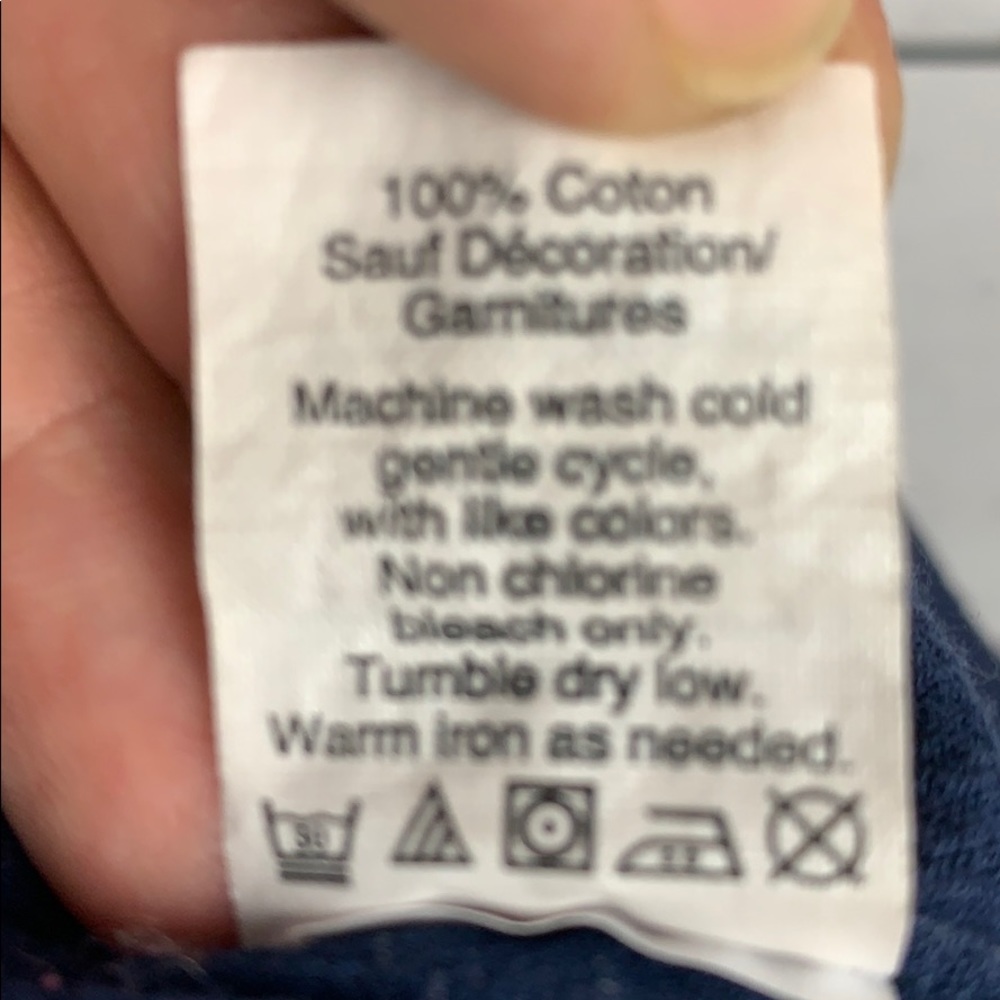 100% Coton
Sauf Décoration/
Garnitures
Machine wash cold
gentle cycle,
with like colors.
Non chlorine
bleach only.
Tumble dry low.
Warm iron as needed.